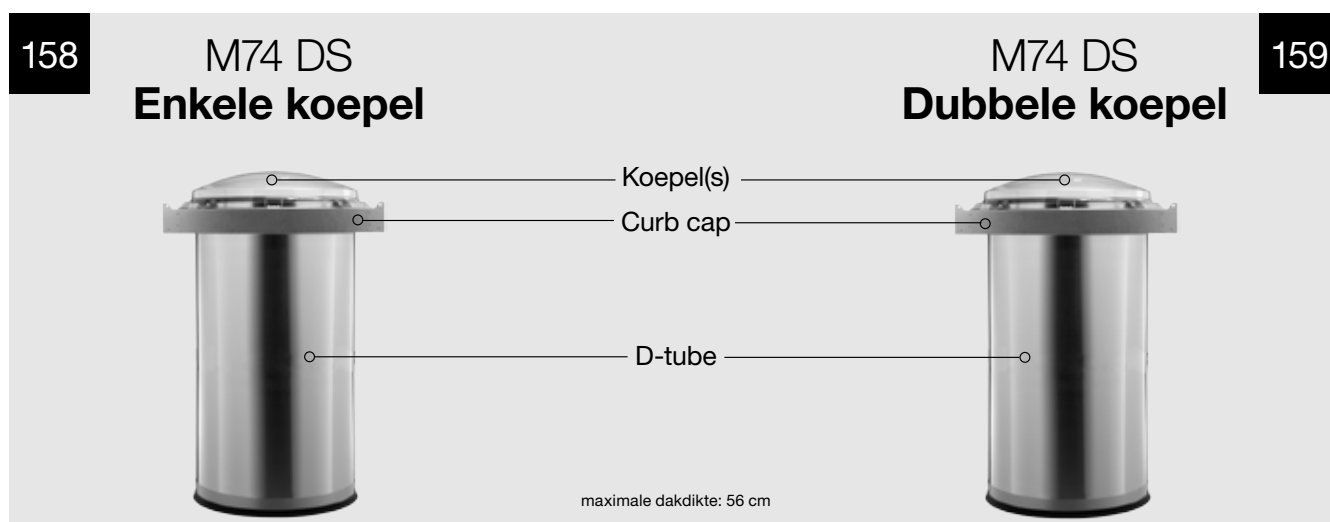 158
M74 DS
Enkele koepel
M74 DS
Dubbele koepel
159
Koepel(s)
Curb cap
D-tube
maximale dakdikte: 56 cm